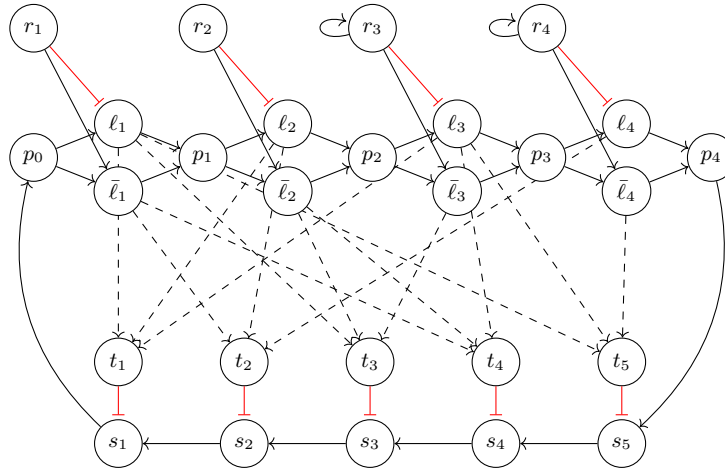 r₁ r₂ r₃ r₄
ℓ₁ ℓ₂ ℓ₃ ℓ₄
p₀ p₁ p₂ p₃ p₄
ℓ̄₁ ℓ̄₂ ℓ̄₃ ℓ̄₄
t₁ t₂ t₃ t₄ t₅
s₁ s₂ s₃ s₄ s₅